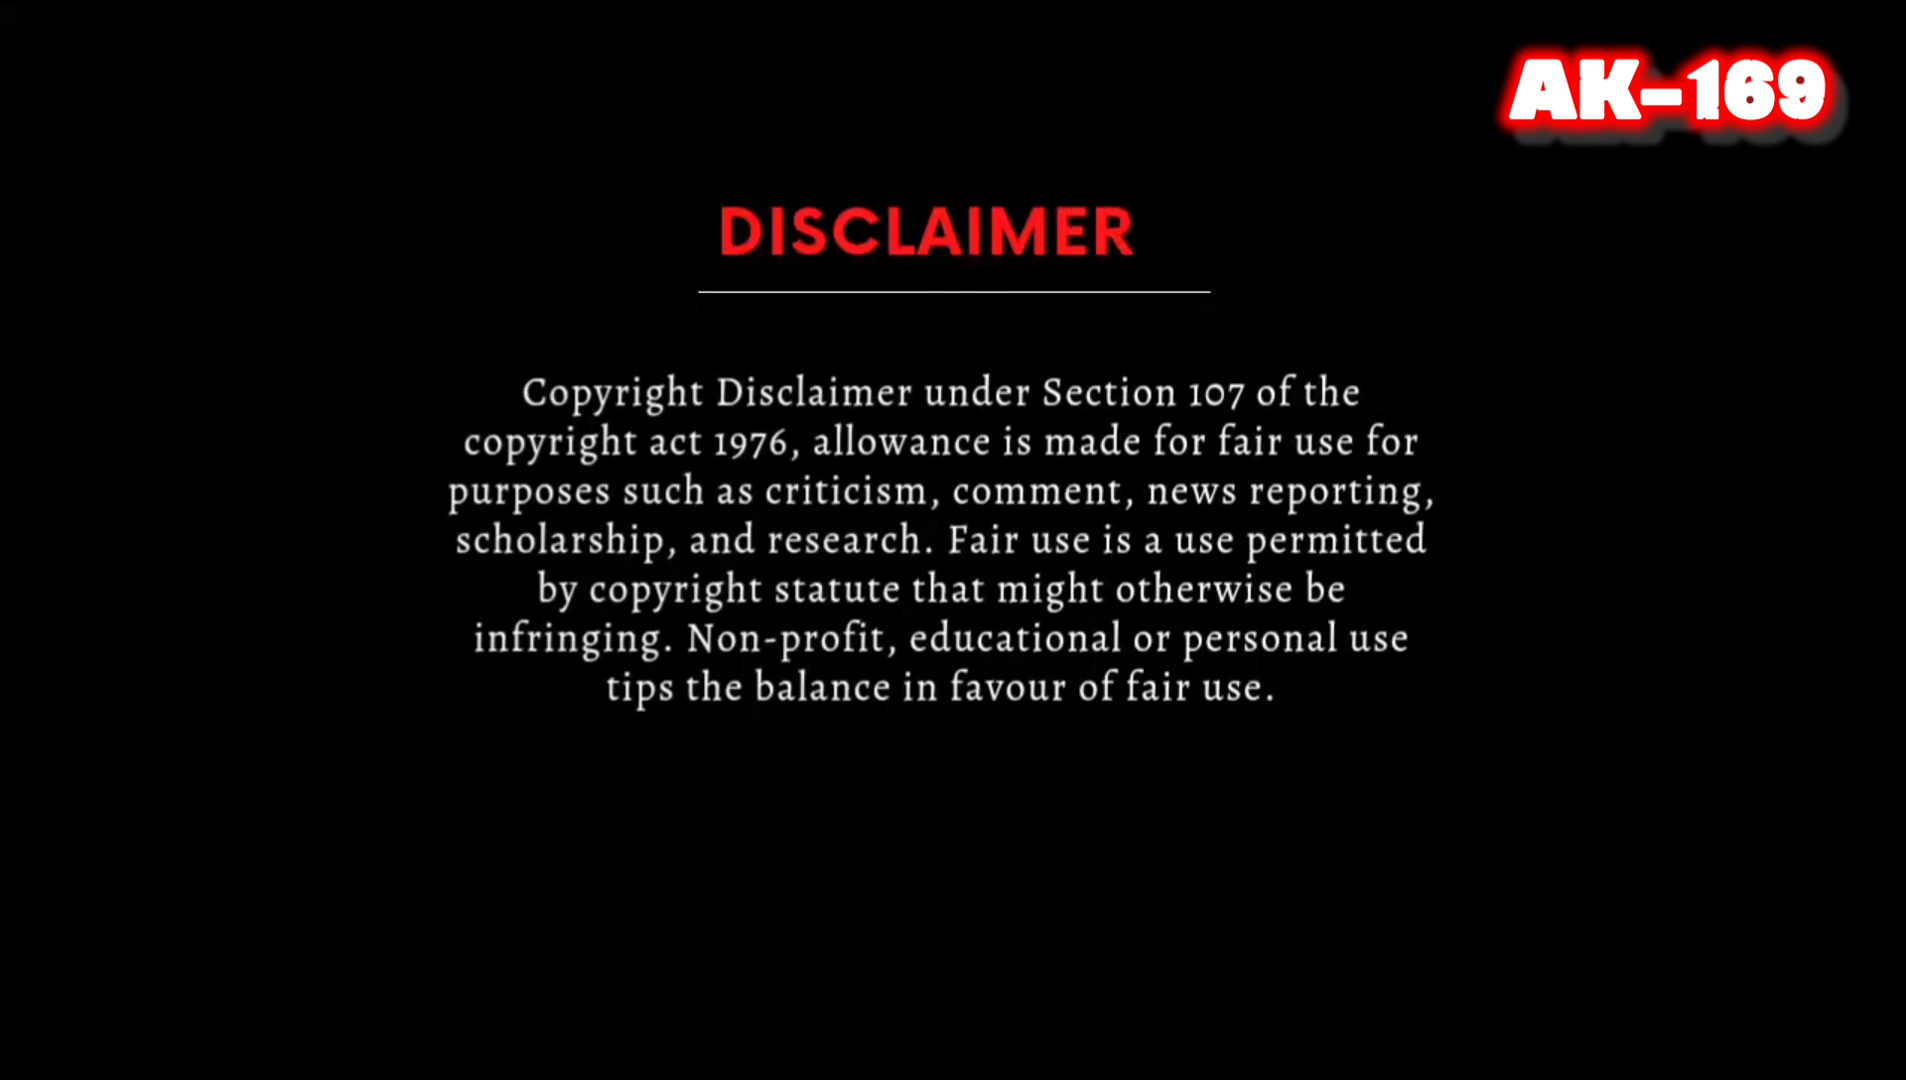 AK-169
DISCLAIMER
Copyright Disclaimer under Section 107 of the
copyright act 1976, allowance is made for fair use for
purposes such as criticism, comment, news reporting,
scholarship, and research. Fair use is a use permitted
by copyright statute that might otherwise be
infringing. Non-profit, educational or personal use
tips the balance in favour of fair use.